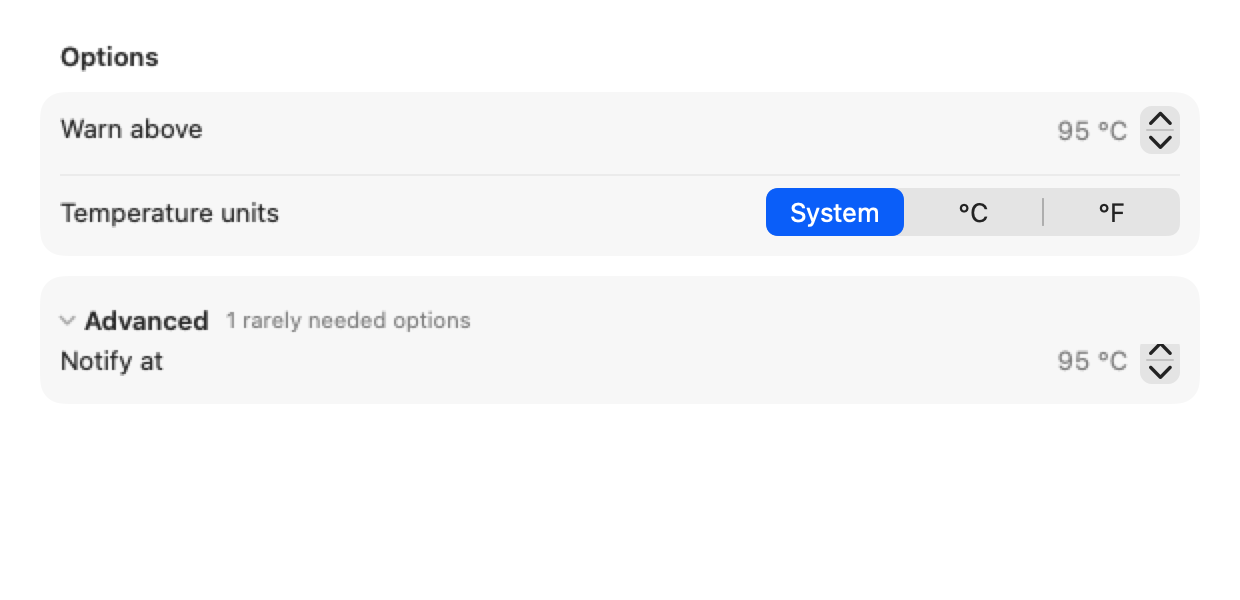 Options
Warn above 95 °C
Temperature units System °C °F
Advanced 1 rarely needed options
Notify at 95 °C